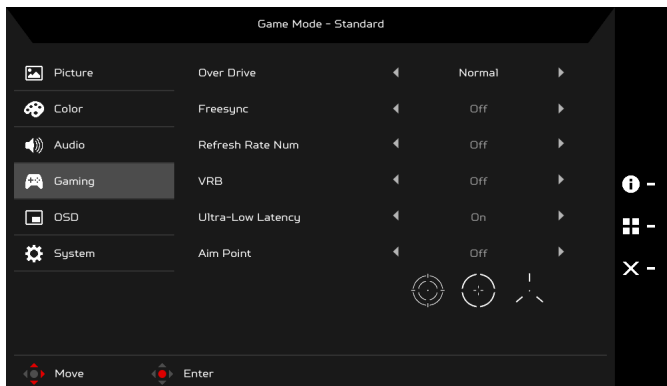 Game Mode - Standard
Picture
Over Drive
Normal
Color
Freesync
Off
Audio
Refresh Rate Num
Off
Gaming
VRB
Off
OSD
Ultra-Low Latency
On
System
Aim Point
Off
Move
Enter